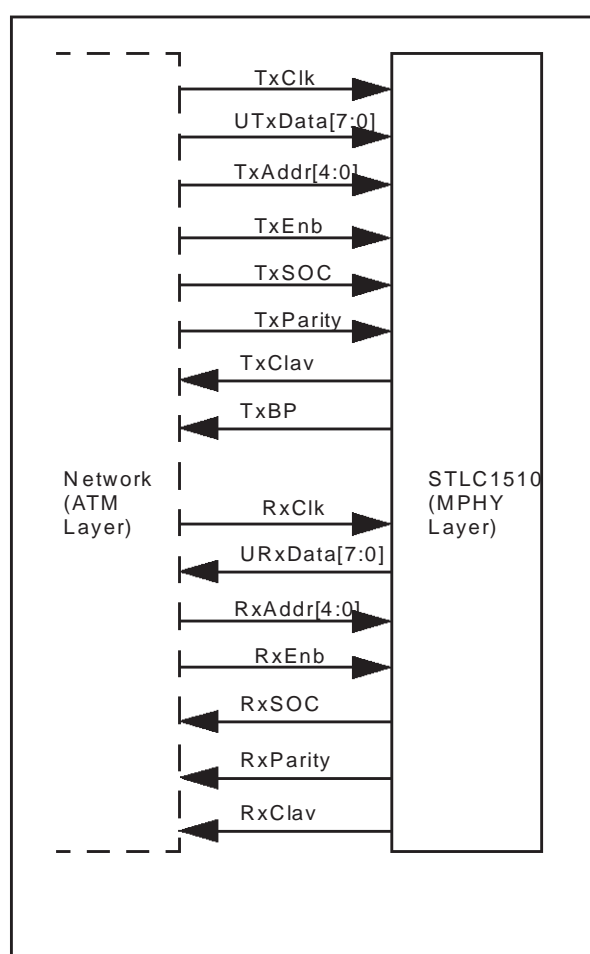 TxClk
UTxData[7:0]
TxAddr[4:0]
TxEnb
TxSOC
TxParity
TxClav
TxBP
Network
(ATM
Layer)
STLC1510
(MPHY
Layer)
RxClk
URxData[7:0]
RxAddr[4:0]
RxEnb
RxSOC
RxParity
RxClav